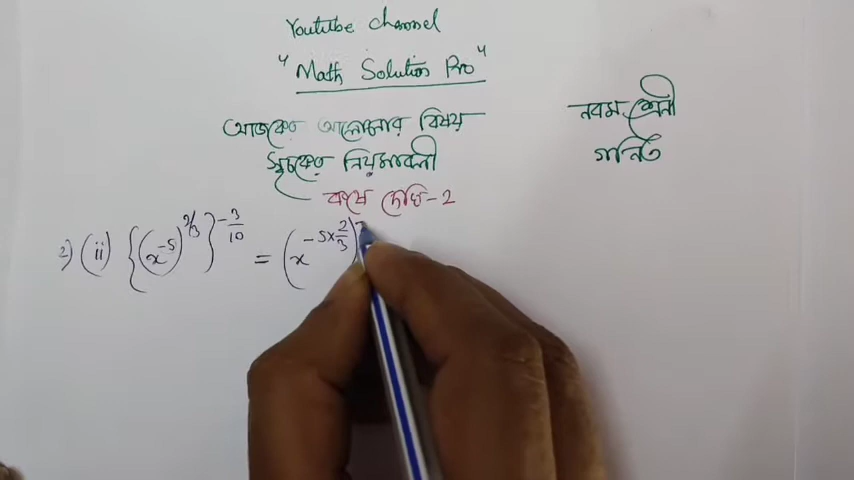 Youtube channel
"Math Solution Pro"
আজকের আলোচনার বিষয়
সূচকের নিয়মাবলী
নবম শ্রেনী
গনিত
কষে দেখি-2
2) (ii) {(x⁻⁵)^(2/3)}^(-3/10) = (x^(-5×2/3))